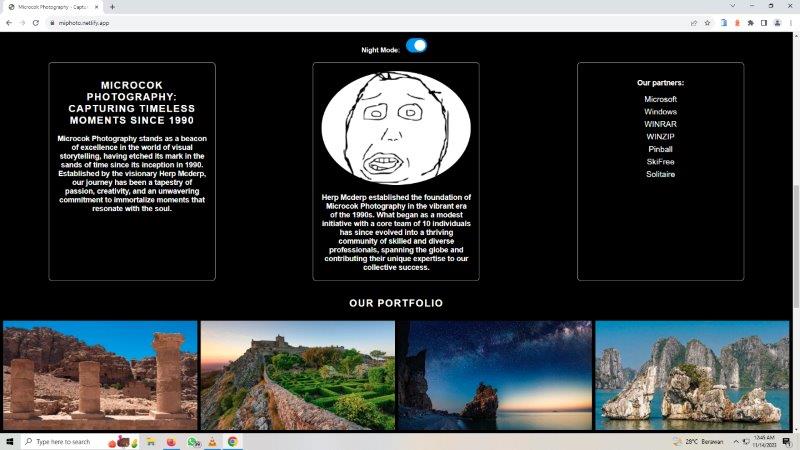 Microcok Photography - Captu
miphoto.netlify.app
Night Mode:
MICROCOK
PHOTOGRAPHY:
CAPTURING TIMELESS
MOMENTS SINCE 1990
Microcok Photography stands as a beacon
of excellence in the world of visual
storytelling, having etched its mark in the
sands of time since its inception in 1990.
Established by the visionary Herp Mcderp,
our journey has been a tapestry of
passion, creativity, and an unwavering
commitment to immortalize moments that
resonate with the soul.
Herp Mcderp established the foundation of
Microcok Photography in the vibrant era
of the 1990s. What began as a modest
initiative with a core team of 10 individuals
has since evolved into a thriving
community of skilled and diverse
professionals, spanning the globe and
contributing their unique expertise to our
collective success.
Our partners:
Microsoft
Windows
WINRAR
WINZIP
Pinball
SkiFree
Solitaire
OUR PORTFOLIO
Type here to search
28°C Berawan
12:45 AM
11/14/2023